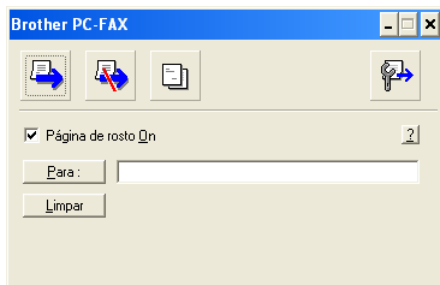 Brother PC-FAX
Página de rosto On
?
Para :
Limpar